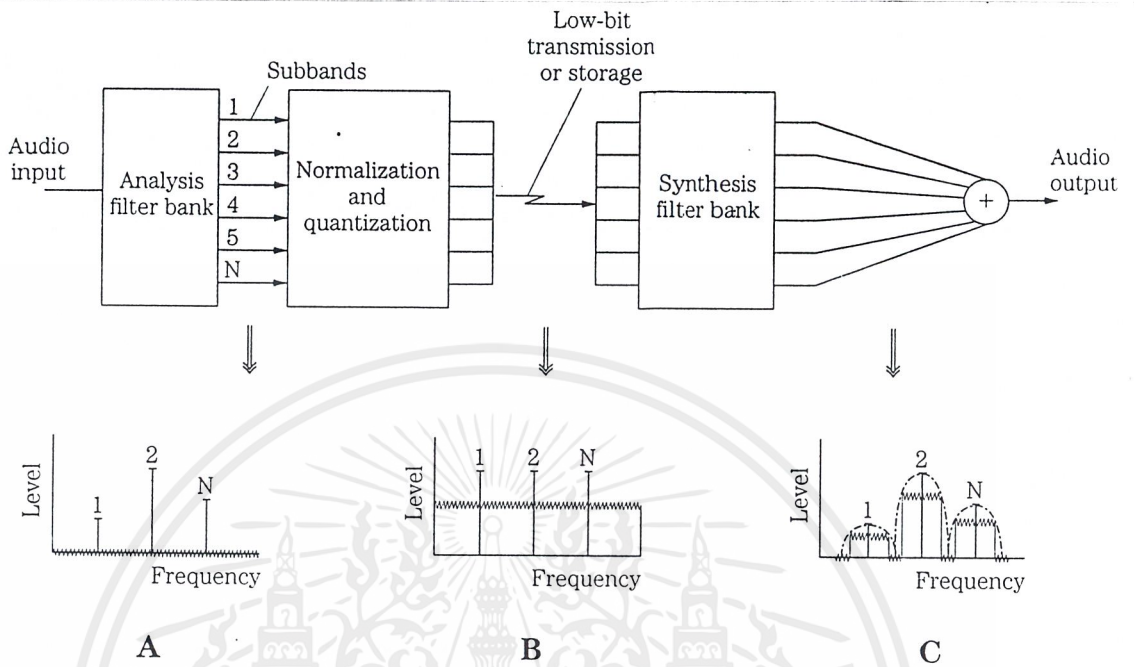 Low-bit
transmission
or storage
Subbands
Audio
input
Analysis
filter bank
1
2
3
4
5
N
Normalization
and
quantization
Synthesis
filter bank
+
Audio
output
Level
1
2
N
Frequency
A
Level
1
2
N
Frequency
B
Level
1
2
N
Frequency
C